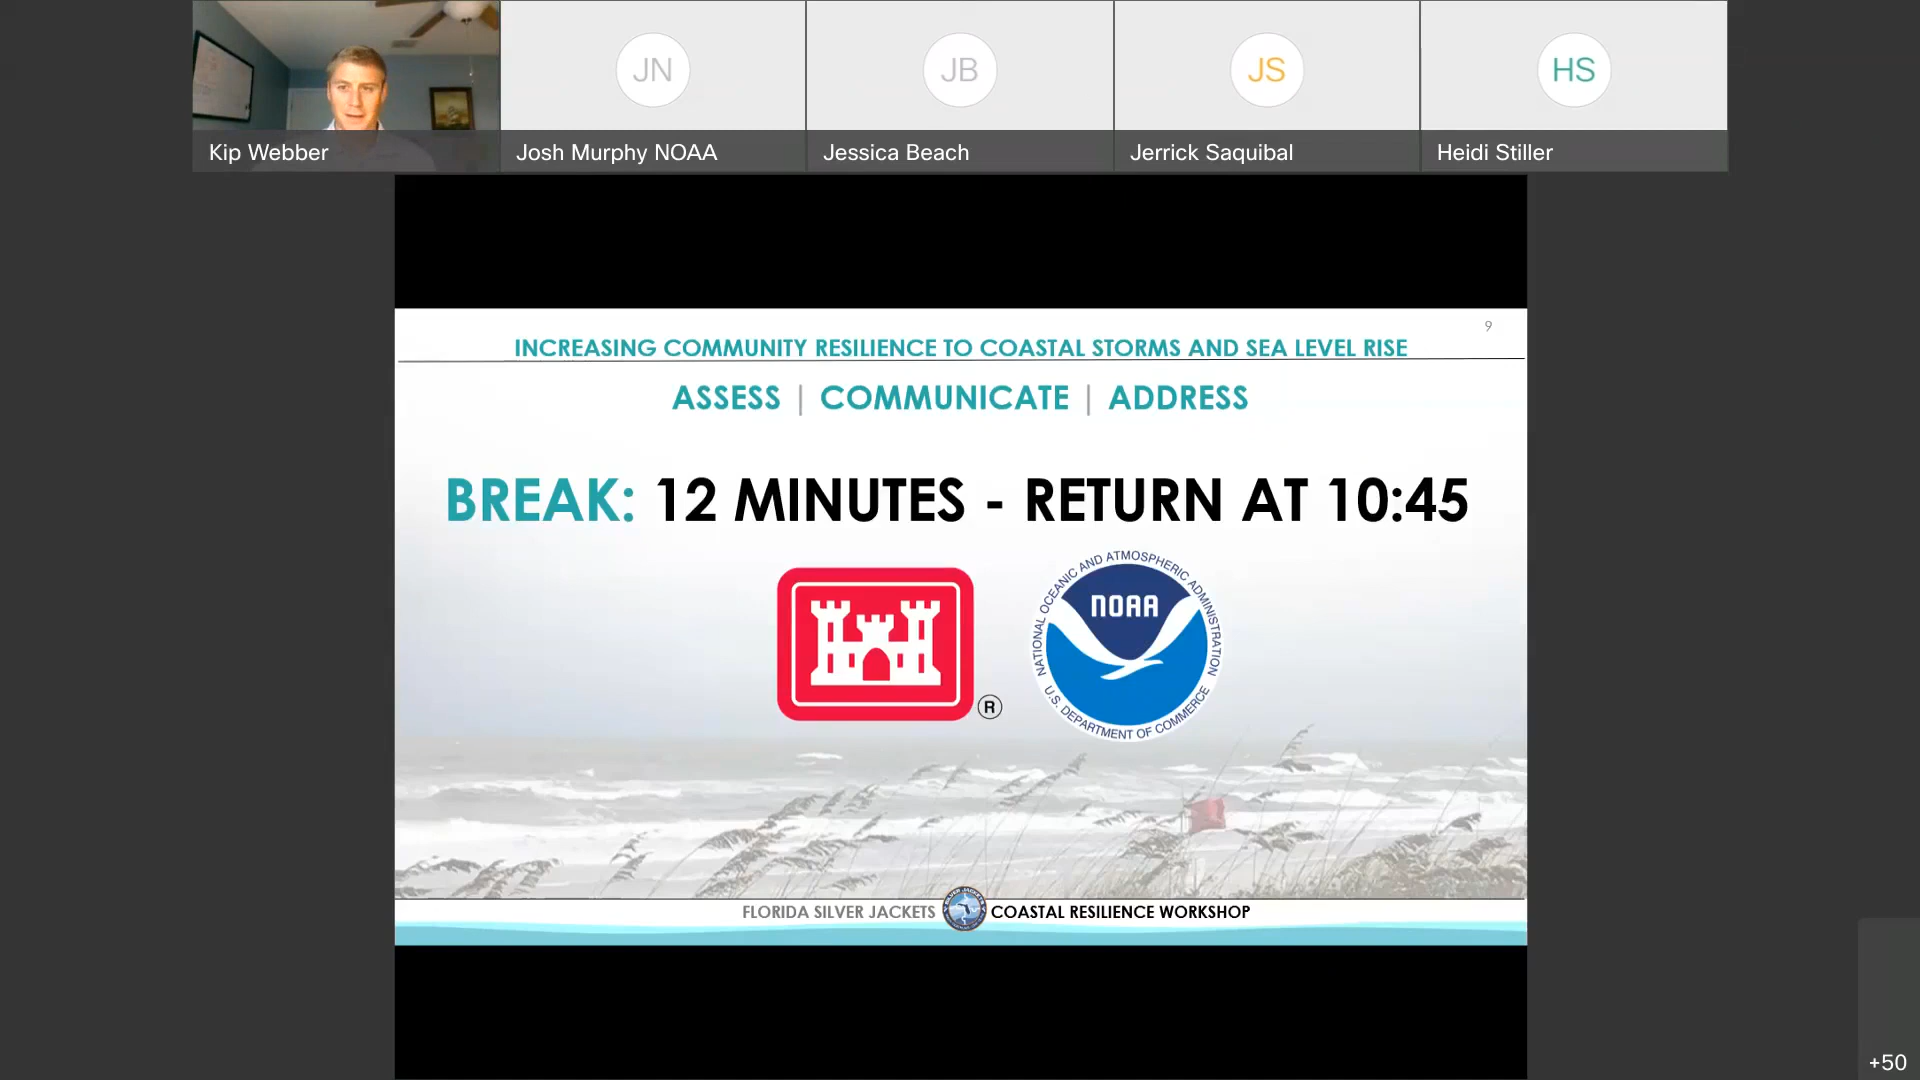 JN
JB
JS
HS
Kip Webber
Josh Murphy NOAA
Jessica Beach
Jerrick Saquibal
Heidi Stiller
9
INCREASING COMMUNITY RESILIENCE TO COASTAL STORMS AND SEA LEVEL RISE
ASSESS | COMMUNICATE | ADDRESS
BREAK: 12 MINUTES - RETURN AT 10:45
®
NATIONAL OCEANIC AND ATMOSPHERIC ADMINISTRATION
NOAA
U.S. DEPARTMENT OF COMMERCE
FLORIDA SILVER JACKETS
COASTAL RESILIENCE WORKSHOP
+50